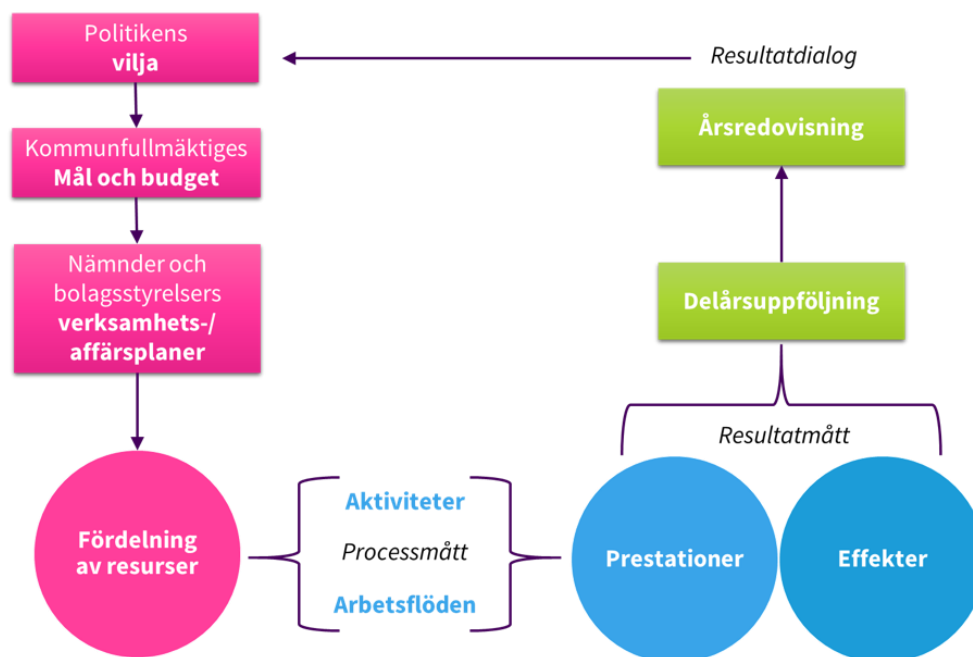 Politikens
vilja
Resultatdialog
Årsredovisning
Kommunfullmäktiges
Mål och budget
Nämnder och
bolagsstyrelsers
verksamhets-/
affärsplaner
Delårsuppföljning
Resultatmått
Fördelning
av resurser
Aktiviteter
Processmått
Arbetsflöden
Prestationer
Effekter